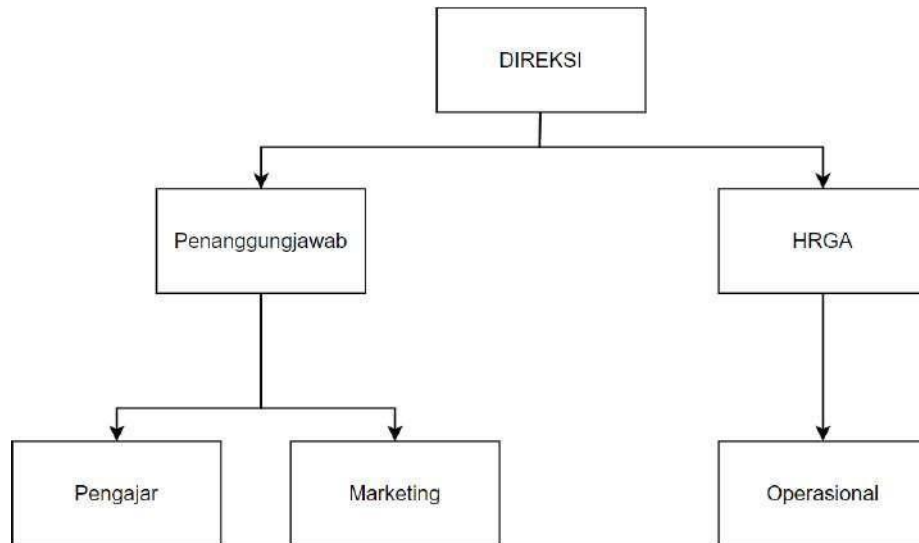 DIREKSI
Penanggungjawab
HRGA
Pengajar
Marketing
Operasional